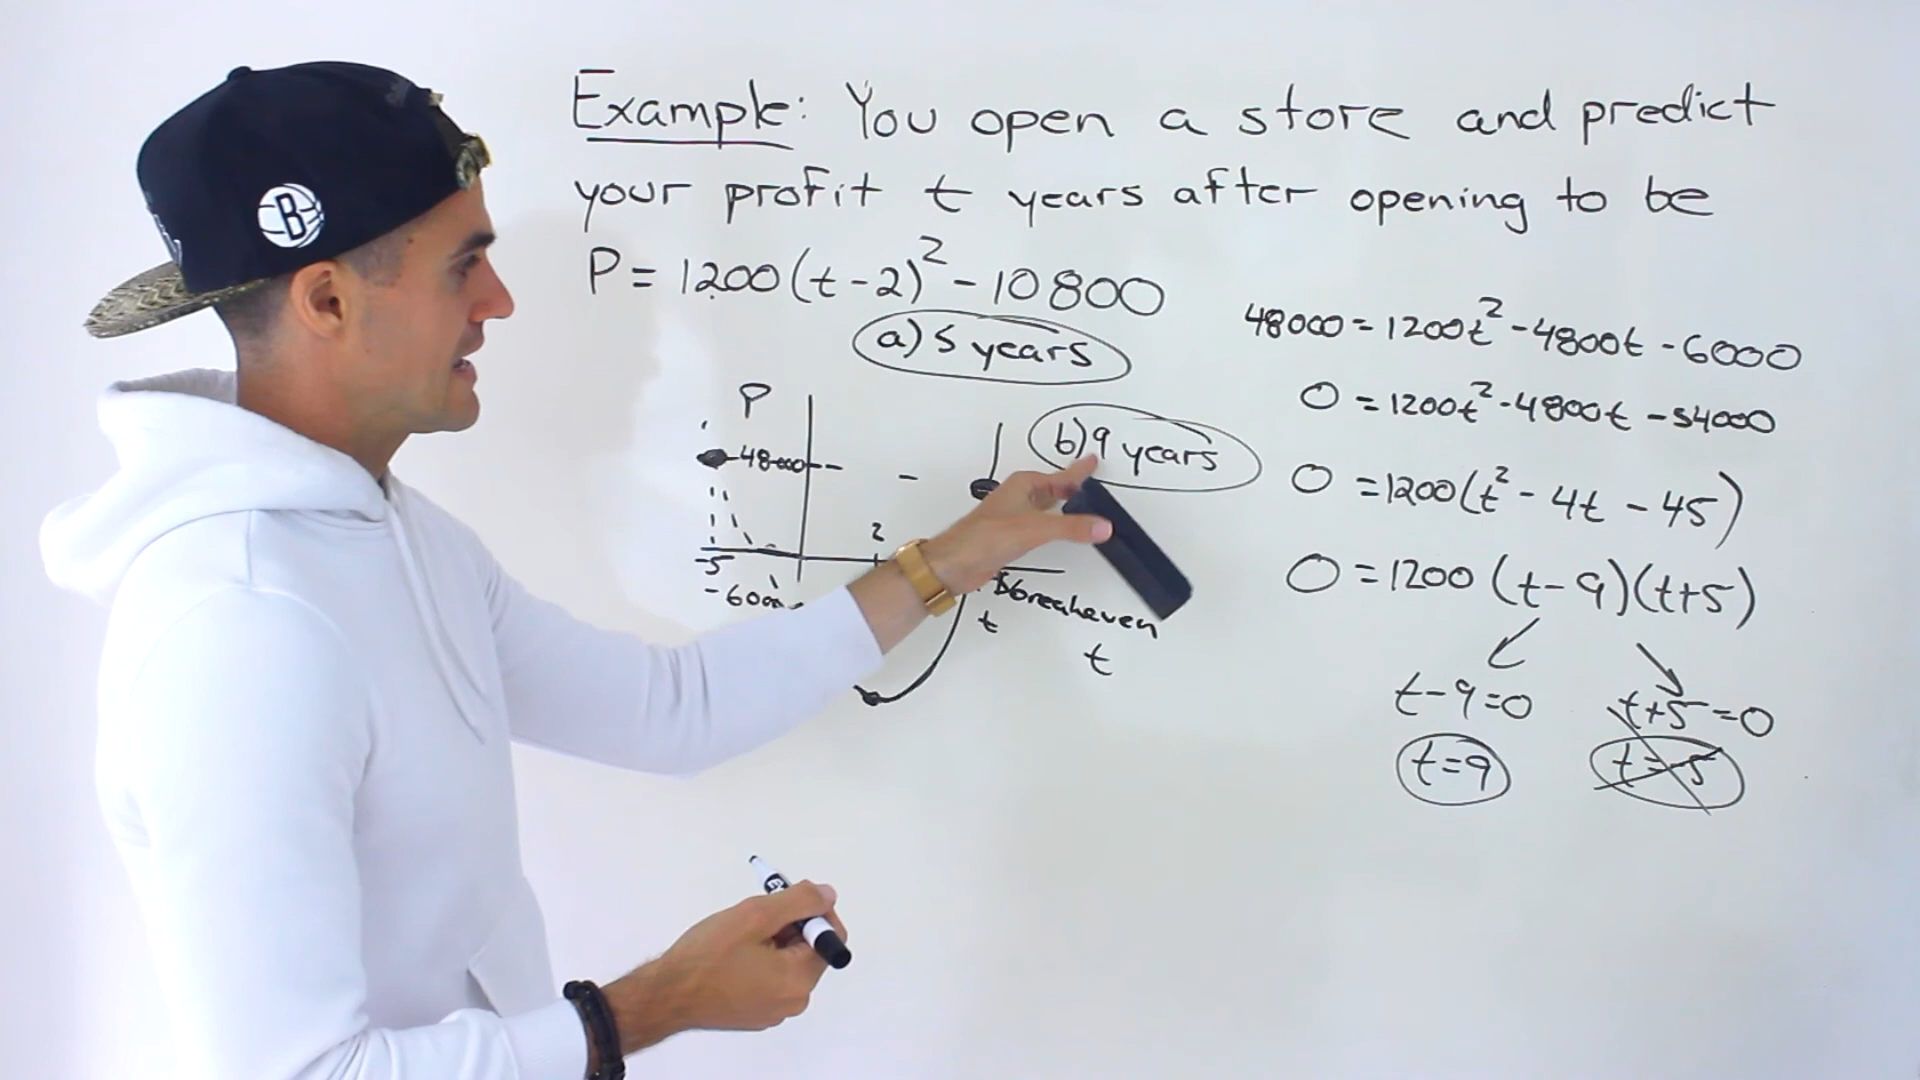 Example: You open a store and predict
your profit t years after opening to be
P = 1200(t-2)² - 10800
a) 5 years
b) 9 years
P
48000
2
-5
-6000
$
breakeven
t
t
48000 = 1200t² - 4800t - 6000
0 = 1200t² - 4800t - 54000
0 = 1200(t² - 4t - 45)
0 = 1200 (t-9)(t+5)
t-9=0
t+5=0
t=9
t=-5
B